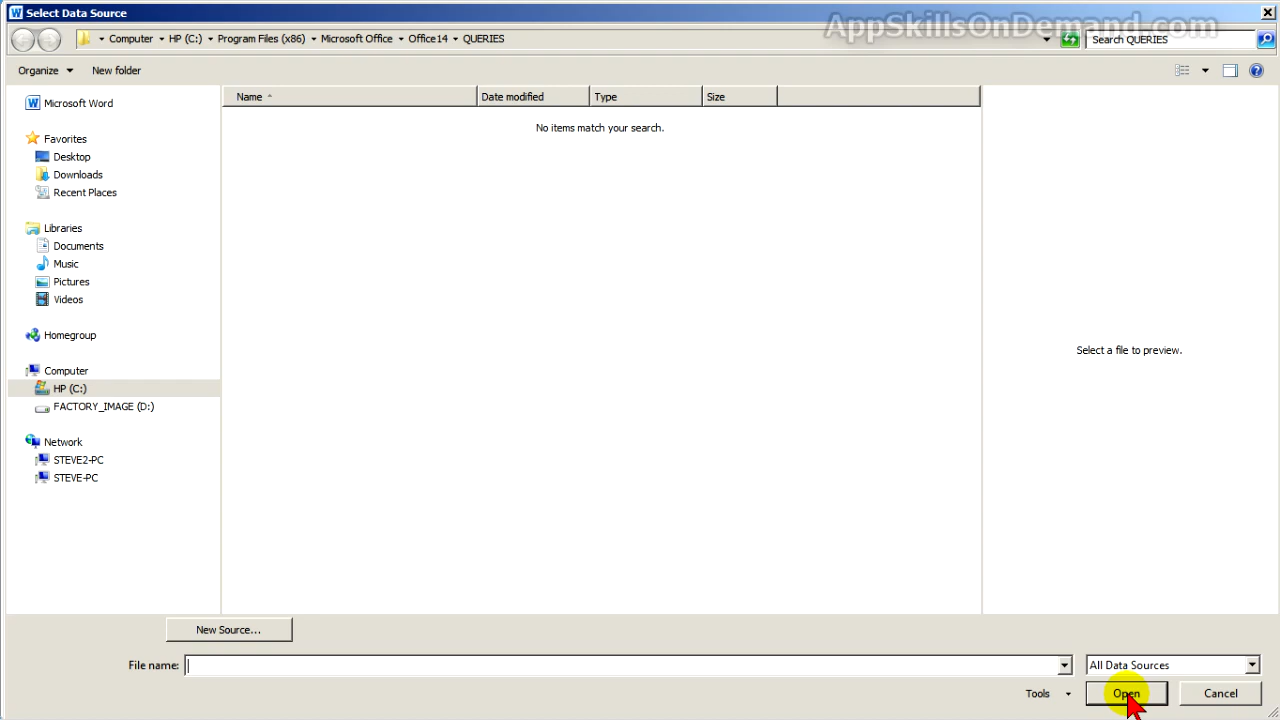 Select Data Source
AppSkillsOnDemand.com
Computer HP (C:) Program Files (x86) Microsoft Office Office14 QUERIES
Search QUERIES
Organize New folder
Microsoft Word
Favorites
Desktop
Downloads
Recent Places
Libraries
Documents
Music
Pictures
Videos
Homegroup
Computer
HP (C:)
FACTORY_IMAGE (D:)
Network
STEVE2-PC
STEVE-PC
Name Date modified Type Size
No items match your search.
Select a file to preview.
New Source...
File name:
All Data Sources
Tools Open Cancel